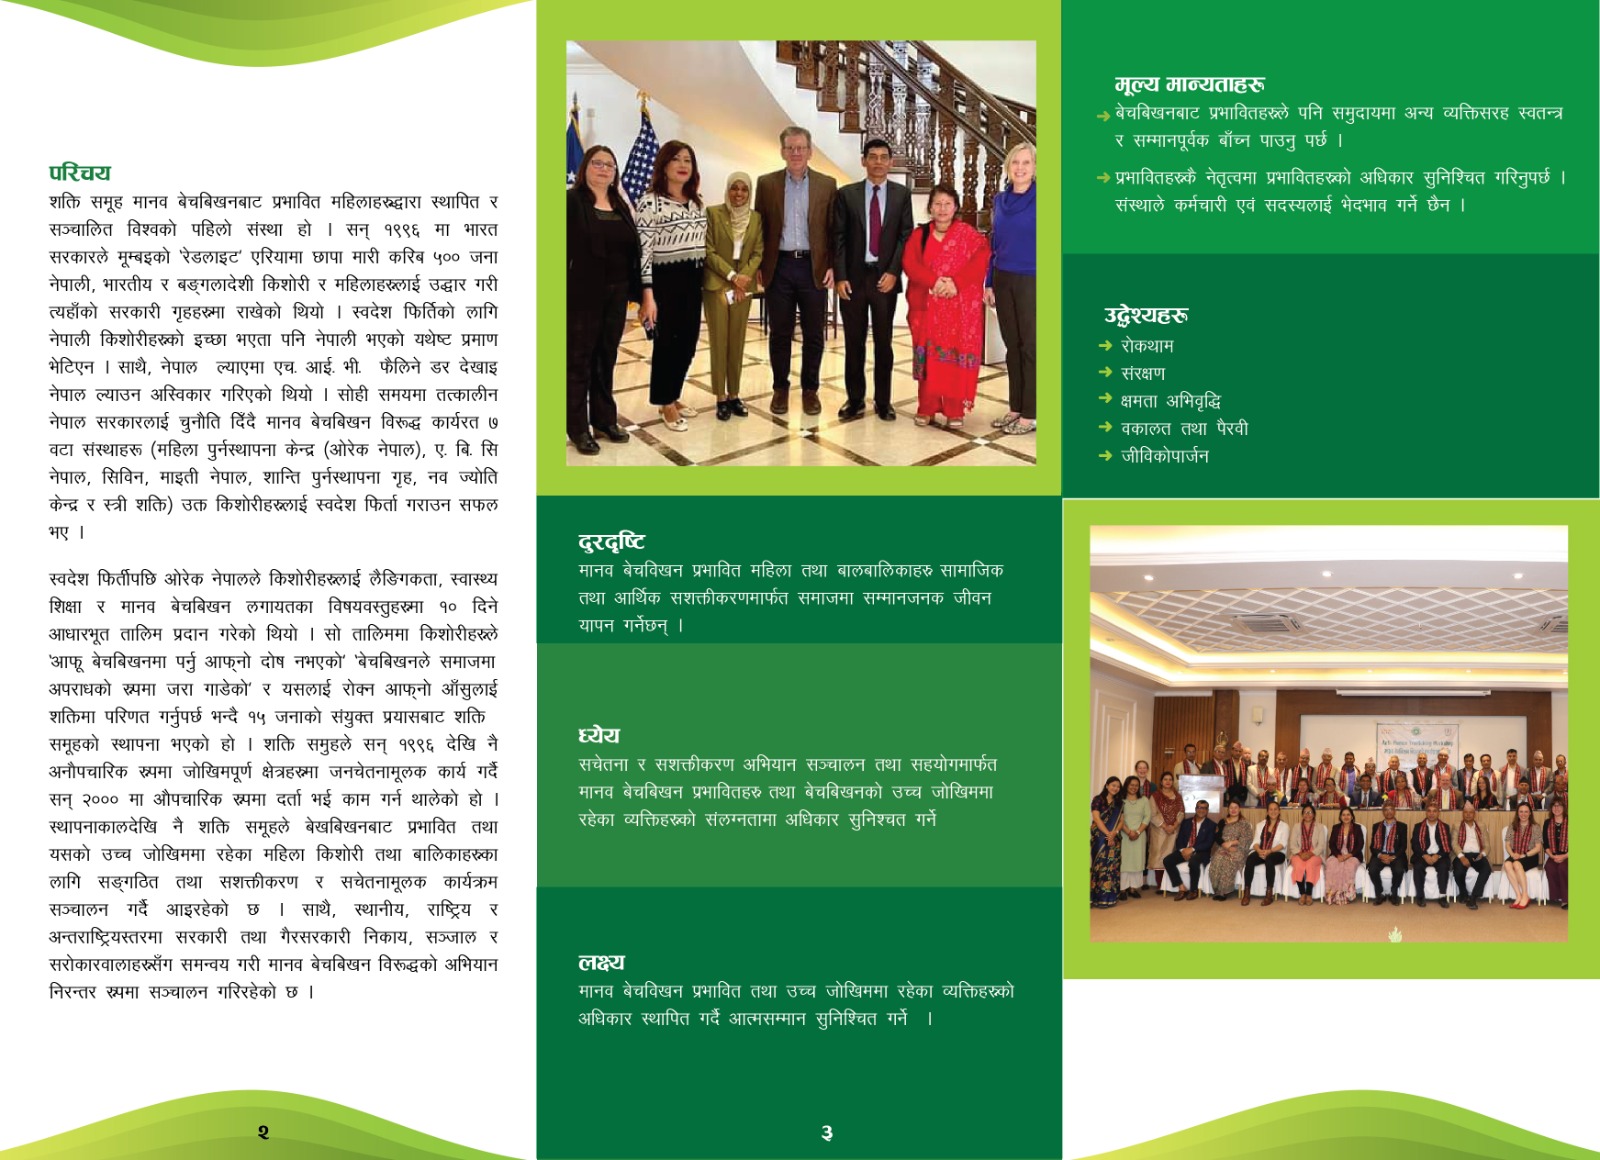 परिचय
शक्ति समूह मानव बेचबिखनबाट प्रभावित महिलाहरुद्धारा स्थापित र
सञ्चालित विश्वको पहिलो संस्था हो । सन् १९९६ मा भारत
सरकारले मूम्बइको 'रेडलाइट' एरियामा छापा मारी करिब ५०० जना
नेपाली, भारतीय र बङ्गलादेशी किशोरी र महिलाहरुलाई उद्धार गरी
त्यहाँको सरकारी गृहहरुमा राखेको थियो । स्वदेश फिर्तिको लागि
नेपाली किशोरीहरुको इच्छा भएता पनि नेपाली भएको यथेष्ट प्रमाण
भेटिएन । साथै, नेपाल ल्याएमा एच. आई. भी. फैलिने डर देखाइ
नेपाल ल्याउन अस्विकार गरिएको थियो । सोही समयमा तत्कालीन
नेपाल सरकारलाई चुनौति दिँदै मानव बेचबिखन विरूद्ध कार्यरत ७
वटा संस्थाहरू (महिला पुर्नस्थापना केन्द्र (ओरेक नेपाल), ए. बि. सि
नेपाल, सिविन, माइती नेपाल, शान्ति पुर्नस्थापना गृह, नव ज्योति
केन्द्र र स्त्री शक्ति) उक्त किशोरीहरुलाई स्वदेश फिर्ता गराउन सफल
भए ।
स्वदेश फिर्तीपछि ओरेक नेपालले किशोरीहरुलाई लैङिगकता, स्वास्थ्य
शिक्षा र मानव बेचबिखन लगायतका विषयवस्तुहरुमा १० दिने
आधारभूत तालिम प्रदान गरेको थियो । सो तालिममा किशोरीहरुले
'आफू बेचबिखनमा पर्नु आफ्नो दोष नभएको' 'बेचबिखनले समाजमा
अपराधको रुपमा जरा गाडेको' र यसलाई रोक्न आफ्नो आँसुलाई
शक्तिमा परिणत गर्नुपर्छ भन्दै १५ जनाको संयुक्त प्रयासबाट शक्ति
समूहको स्थापना भएको हो । शक्ति समुहले सन् १९९६ देखि नै
अनौपचारिक रुपमा जोखिमपूर्ण क्षेत्रहरुमा जनचेतनामूलक कार्य गर्दै
सन् २००० मा औपचारिक रुपमा दर्ता भई काम गर्न थालेको हो ।
स्थापनाकालदेखि नै शक्ति समूहले बेखबिखनबाट प्रभावित तथा
यसको उच्च जोखिममा रहेका महिला किशोरी तथा बालिकाहरुका
लागि सङ्गठित तथा सशक्तीकरण र सचेतनामूलक कार्यक्रम
सञ्चालन गर्दै आइरहेको छ । साथै, स्थानीय, राष्ट्रिय र
अन्तराष्ट्रियस्तरमा सरकारी तथा गैरसरकारी निकाय, सञ्जाल र
सरोकारवालाहरुसँग समन्वय गरी मानव बेचबिखन विरूद्धको अभियान
निरन्तर रुपमा सञ्चालन गरिरहेको छ ।
२
दुरदृष्टि
मानव बेचविखन प्रभावित महिला तथा बालबालिकाहरु सामाजिक
तथा आर्थिक सशक्तीकरणमार्फत समाजमा सम्मानजनक जीवन
यापन गर्नेछन् ।
ध्येय
सचेतना र सशक्तीकरण अभियान सञ्चालन तथा सहयोगमार्फत
मानव बेचबिखन प्रभावितहरु तथा बेचबिखनको उच्च जोखिममा
रहेका व्यक्तिहरुको संलग्नतामा अधिकार सुनिश्चत गर्ने
लक्ष्य
मानव बेचविखन प्रभावित तथा उच्च जोखिममा रहेका व्यक्तिहरुको
अधिकार स्थापित गर्दै आत्मसम्मान सुनिश्चित गर्ने ।
३
मूल्य मान्यताहरू
बेचबिखनबाट प्रभावितहरुले पनि समुदायमा अन्य व्यक्तिसरह स्वतन्त्र
र सम्मानपूर्वक बाँच्न पाउनु पर्छ ।
प्रभावितहरुकै नेतृत्वमा प्रभावितहरुको अधिकार सुनिश्चित गरिनुपर्छ ।
संस्थाले कर्मचारी एवं सदस्यलाई भेदभाव गर्ने छैन ।
उद्धेश्यहरू
रोकथाम
संरक्षण
क्षमता अभिवृद्धि
वकालत तथा पैरवी
जीविकोपार्जन